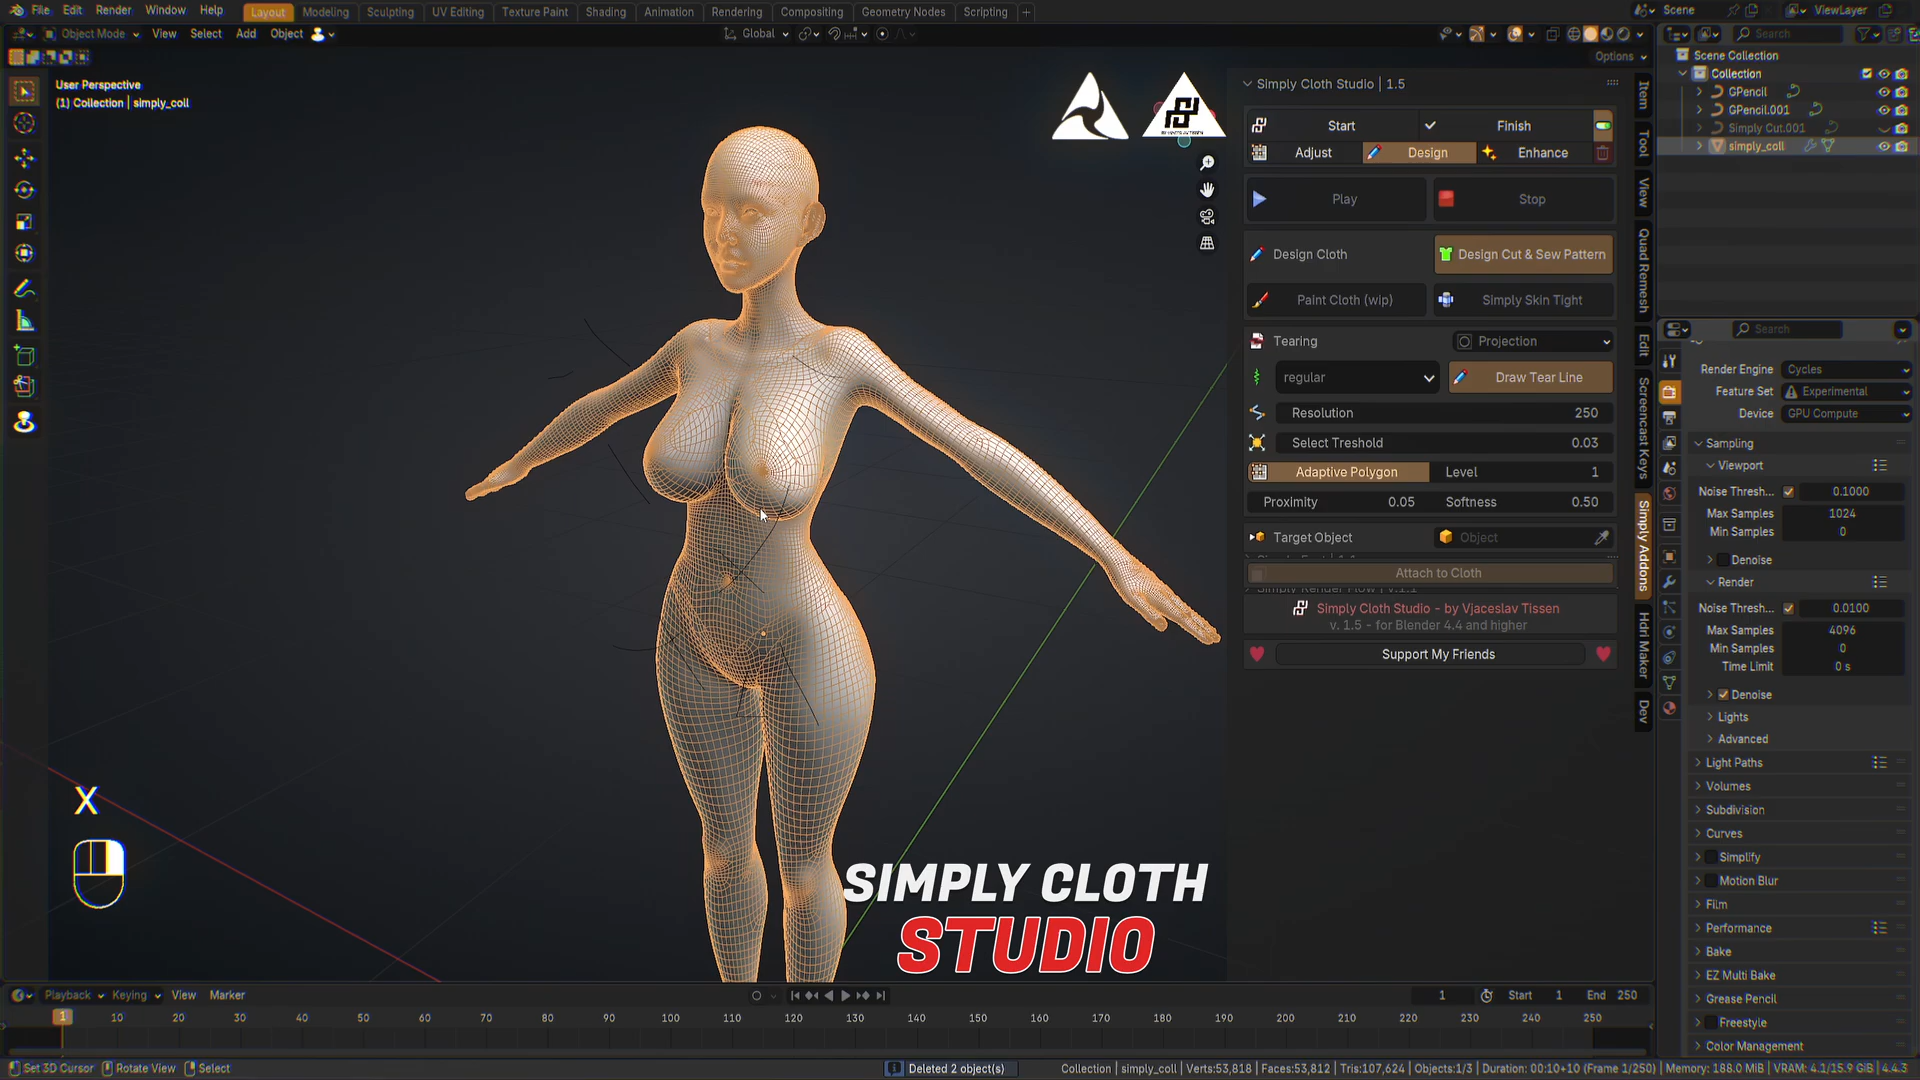 File Edit Render Window Help Layout Modeling Sculpting UV Editing Texture Paint Shading Animation Rendering Compositing Geometry Nodes Scripting +
Scene ViewLayer
Object Mode View Select Add Object Global
Search
Options
User Perspective
(1) Collection | simply_coll
Scene Collection
Collection
GPencil
GPencil.001
Simply Cut.001
simply_coll
Simply Cloth Studio | 1.5
Start Finish
Adjust Design Enhance
Play Stop
Design Cloth Design Cut & Sew Pattern
Paint Cloth (wip) Simply Skin Tight
Tearing Projection
regular Draw Tear Line
Resolution 250
Select Treshold 0.03
Adaptive Polygon Level 1
Proximity 0.05 Softness 0.50
Target Object Object
Attach to Cloth
Simply Cloth Studio - by Vjaceslav Tissen
v. 1.5 - for Blender 4.4 and higher
Support My Friends
Item
Tool
View
Quad Remesh
Edit
Screencast Keys
Simply Addons
Hdri Maker
Dev
Search
Render Engine Cycles
Feature Set Experimental
Device GPU Compute
Sampling
Viewport
Noise Thresh... 0.1000
Max Samples 1024
Min Samples 0
Denoise
Render
Noise Thresh... 0.0100
Max Samples 4096
Min Samples 0
Time Limit 0 s
Denoise
Lights
Advanced
Light Paths
Volumes
Subdivision
Curves
Simplify
Motion Blur
Film
Performance
Bake
EZ Multi Bake
Grease Pencil
Freestyle
Color Management
X
SIMPLY CLOTH
STUDIO
Playback Keying View Marker 1 Start 1 End 250
1 10 20 30 40 50 60 70 80 90 100 110 120 130 140 150 160 170 180 190 200 210 220 230 240 250
Set 3D Cursor Rotate View Select Deleted 2 object(s) Collection | simply_coll | Verts:53,818 | Faces:53,812 | Tris:107,624 | Objects:1/3 | Duration: 00:10+10 (Frame 1/250) | Memory: 188.0 MiB | VRAM: 4.1/15.9 GiB | 4.4.3